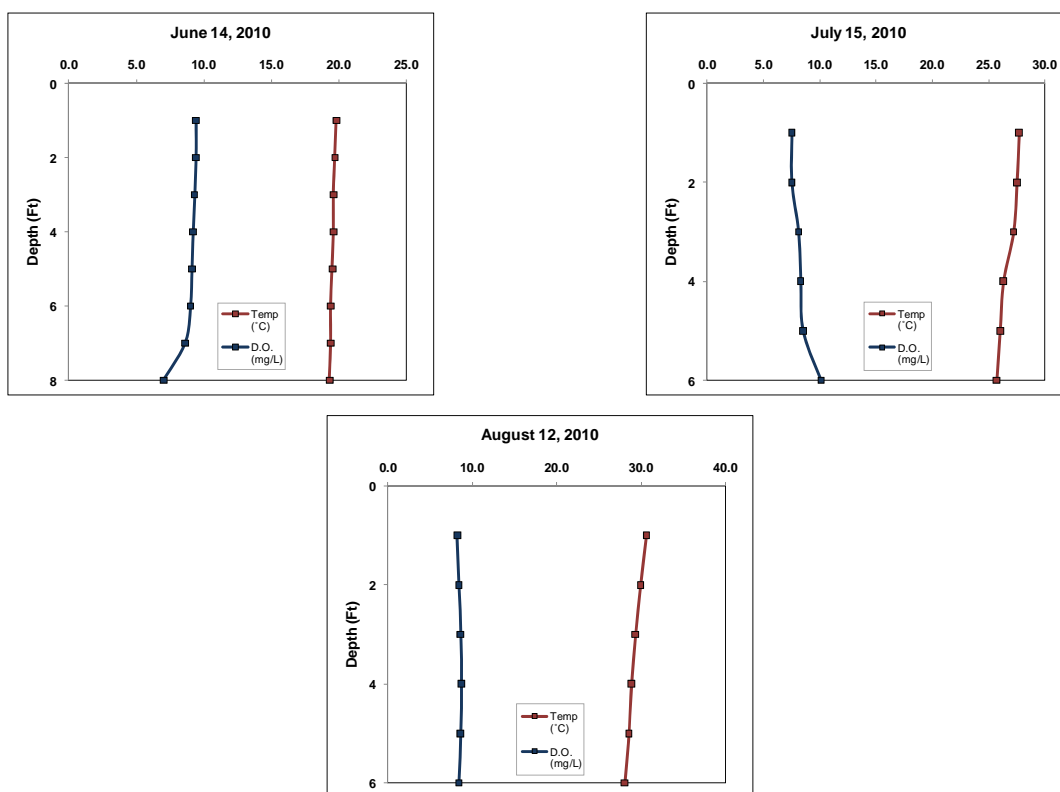 June 14, 2010
0.0 5.0 10.0 15.0 20.0 25.0
0
2
4
6
8
Depth (Ft)
Temp
(˚C)
D.O.
(mg/L)
July 15, 2010
0.0 5.0 10.0 15.0 20.0 25.0 30.0
0
2
4
6
Depth (Ft)
Temp
(˚C)
D.O.
(mg/L)
August 12, 2010
0.0 10.0 20.0 30.0 40.0
0
2
4
6
Depth (Ft)
Temp
(˚C)
D.O.
(mg/L)